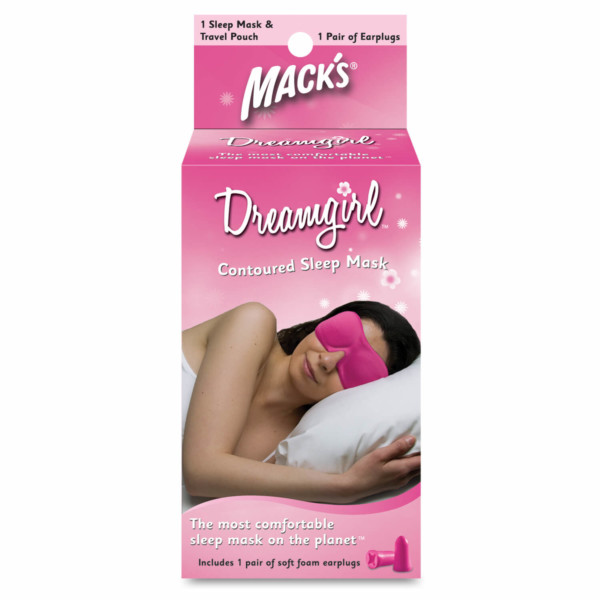 1 Sleep Mask &
Travel Pouch
1 Pair of Earplugs
MACK'S®
Dreamgirl
The most comfortable
sleep mask on the planet™
Dreamgirl™
Contoured Sleep Mask
The most comfortable
sleep mask on the planet™
Includes 1 pair of soft foam earplugs